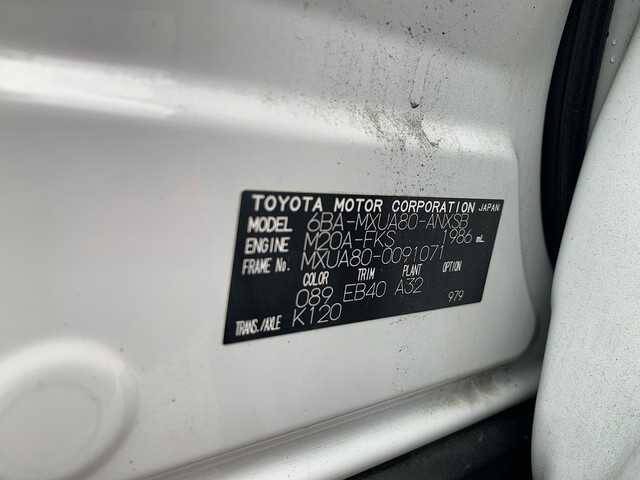 TOYOTA MOTOR CORPORATION JAPAN
MODEL 6BA-MXUA80-ANXSB
ENGINE M20A-FKS 1986 mL
FRAME No. MXUA80-0091071
COLOR TRIM PLANT OPTION
089 EB40 A32
TRANS./AXLE K120 979